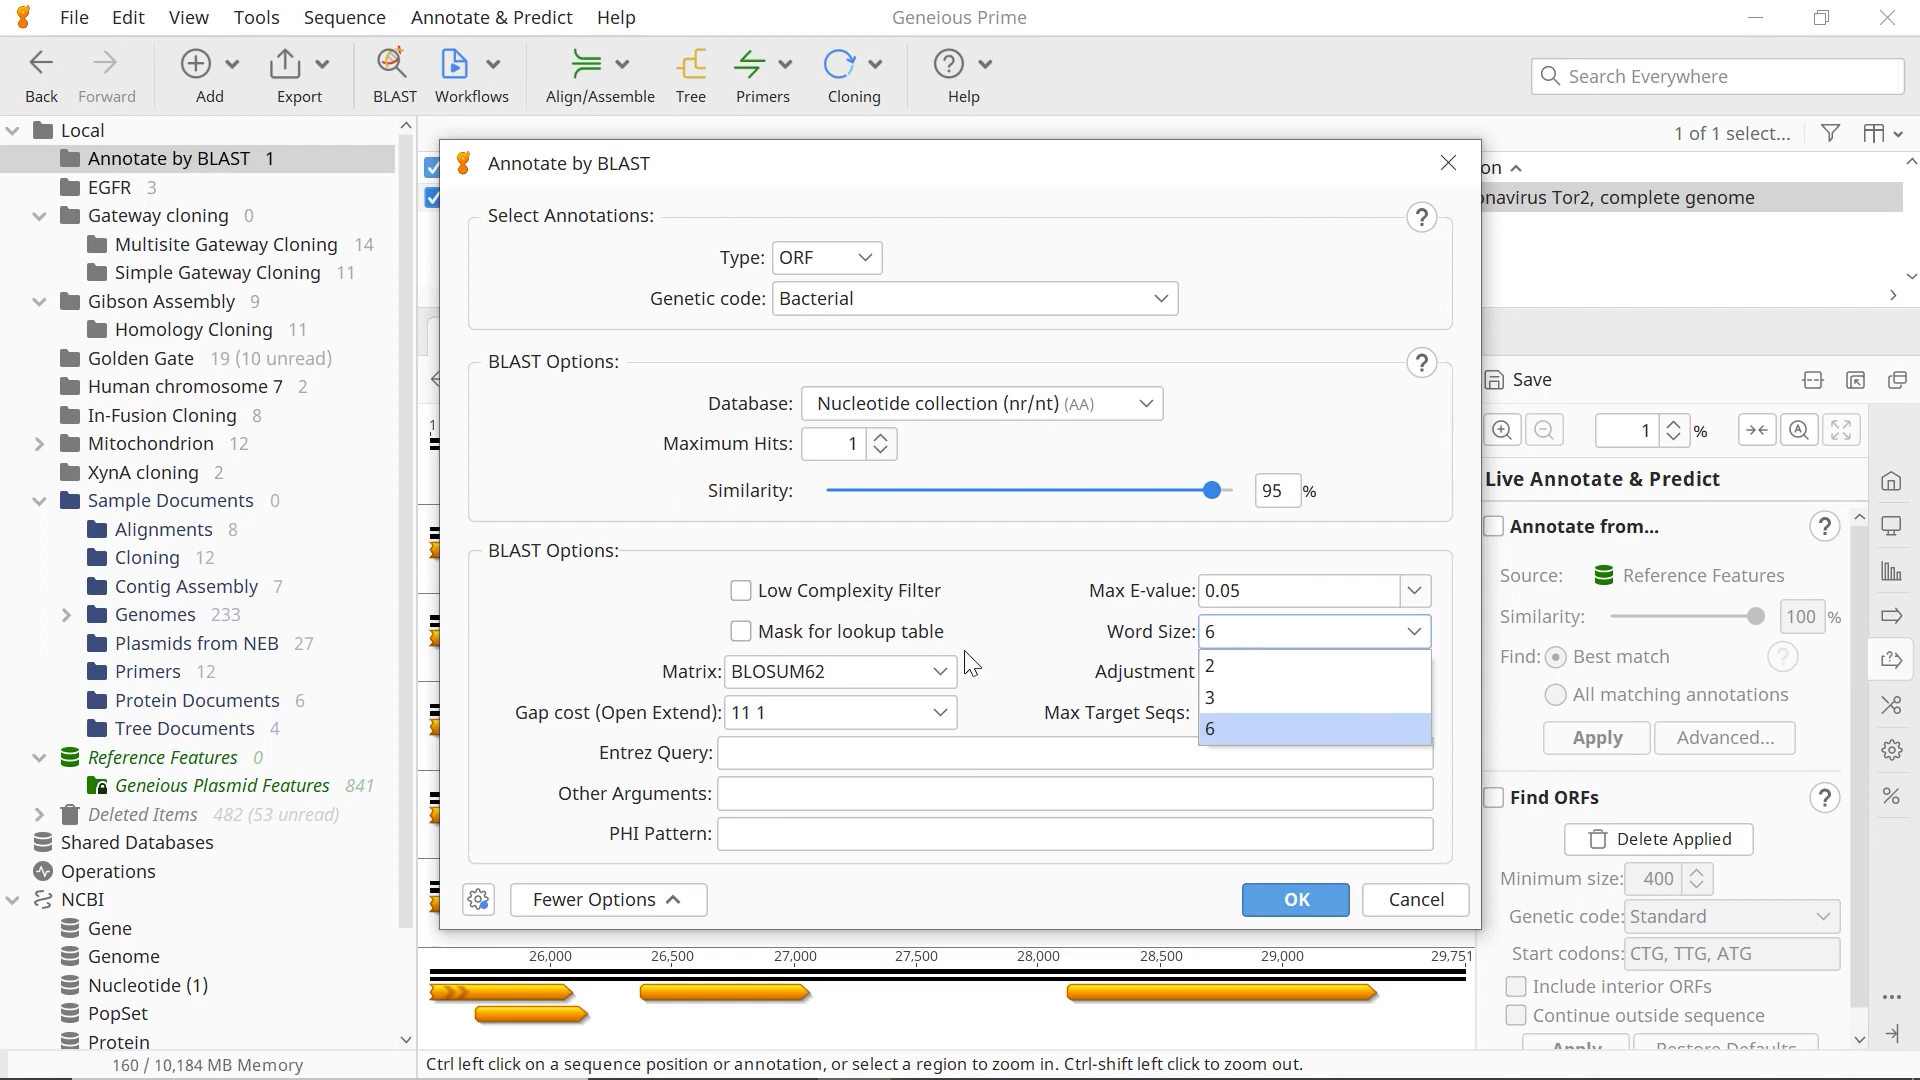 File Edit View Tools Sequence Annotate & Predict Help Geneious Prime
Back Forward Add Export BLAST Workflows Align/Assemble Tree Primers Cloning Help
Search Everywhere
Local
Annotate by BLAST 1
EGFR 3
Gateway cloning 0
Multisite Gateway Cloning 14
Simple Gateway Cloning 11
Gibson Assembly 9
Homology Cloning 11
Golden Gate 19 (10 unread)
Human chromosome 7 2
In-Fusion Cloning 8
Mitochondrion 12
XynA cloning 2
Sample Documents 0
Alignments 8
Cloning 12
Contig Assembly 7
Genomes 233
Plasmids from NEB 27
Primers 12
Protein Documents 6
Tree Documents 4
Reference Features 0
Geneious Plasmid Features 841
Deleted Items 482 (53 unread)
Shared Databases
Operations
NCBI
Gene
Genome
Nucleotide (1)
PopSet
Protein
160 / 10,184 MB Memory
1 of 1 select...
on
navirus Tor2, complete genome
Annotate by BLAST
Select Annotations:
?
Type: ORF
Genetic code: Bacterial
BLAST Options:
?
Database: Nucleotide collection (nr/nt) (AA)
Maximum Hits: 1
Similarity: 95 %
BLAST Options:
Low Complexity Filter Max E-value: 0.05
Mask for lookup table Word Size: 6
2
3
6
Matrix: BLOSUM62 Adjustment
Gap cost (Open Extend): 11 1 Max Target Seqs:
Entrez Query:
Other Arguments:
PHI Pattern:
Fewer Options OK Cancel
1
Save
1 %
Live Annotate & Predict
Annotate from... ?
Source: Reference Features
Similarity: 100 %
Find: Best match ?
All matching annotations
Apply Advanced...
Find ORFs ?
Delete Applied
Minimum size: 400
Genetic code: Standard
Start codons: CTG, TTG, ATG
Include interior ORFs
Continue outside sequence
Apply Restore Defaults
26,000 26,500 27,000 27,500 28,000 28,500 29,000 29,751
Ctrl left click on a sequence position or annotation, or select a region to zoom in. Ctrl-shift left click to zoom out.